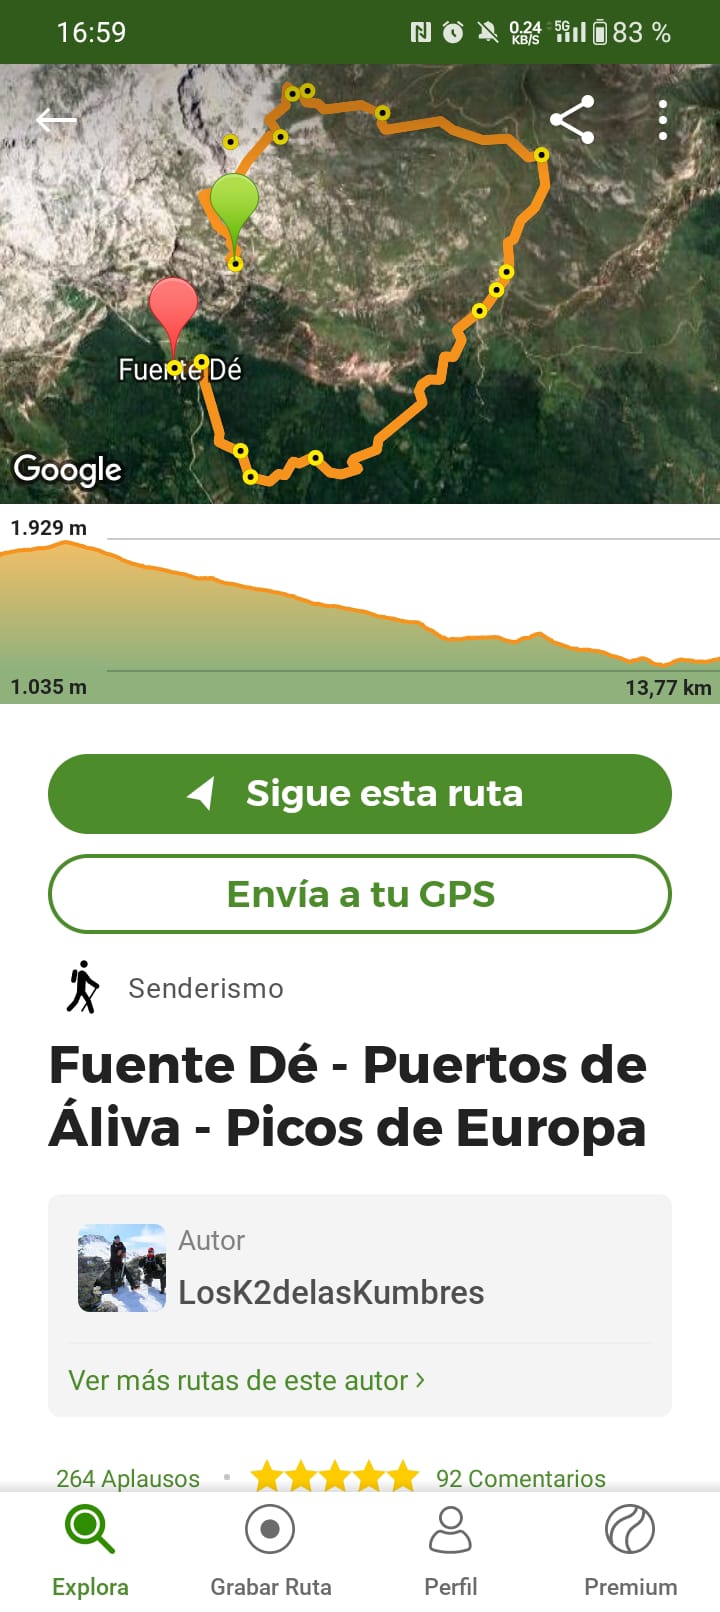 16:59
0.24
KB/S
5G
83 %
Fuente Dé
Google
1.929 m
1.035 m
13,77 km
Sigue esta ruta
Envía a tu GPS
Senderismo
Fuente Dé - Puertos de
Áliva - Picos de Europa
Autor
LosK2delasKumbres
Ver más rutas de este autor
264 Aplausos
92 Comentarios
Explora
Grabar Ruta
Perfil
Premium